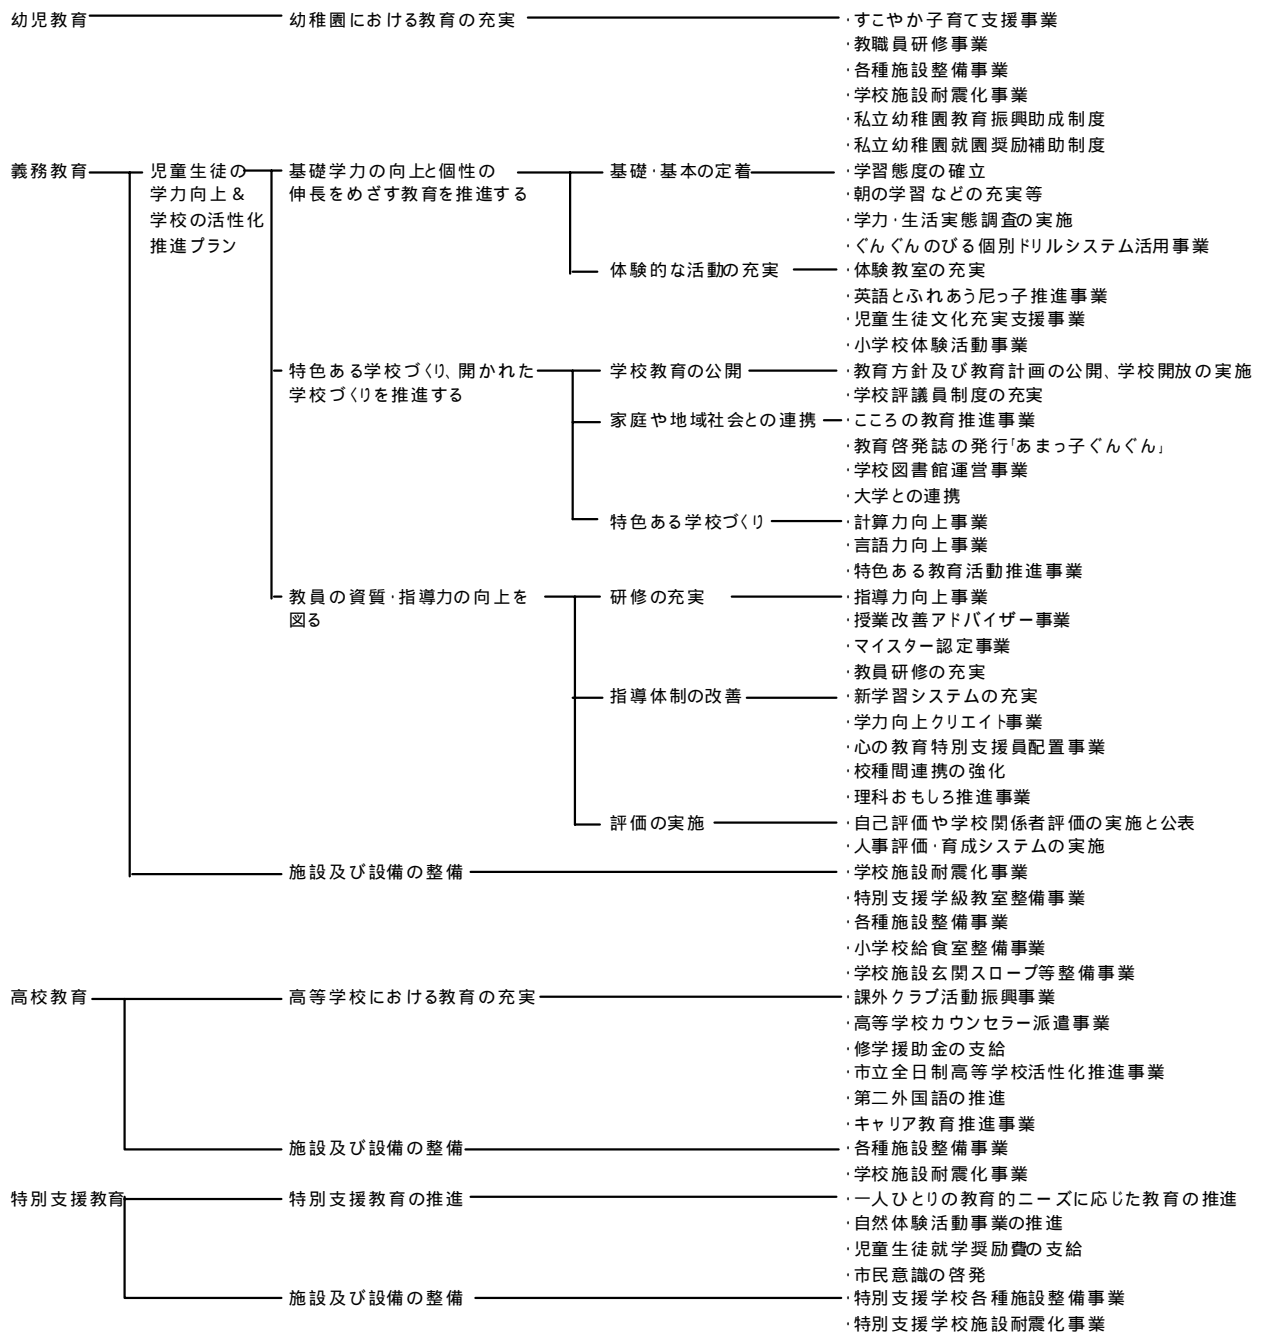 幼児教育 幼稚園における教育の充実 ・すこやか子育て支援事業
・教職員研修事業
・各種施設整備事業
・学校施設耐震化事業
・私立幼稚園教育振興助成制度
・私立幼稚園就園奨励補助制度
義務教育 児童生徒の 基礎学力の向上と個性の 基礎・基本の定着 ・学習態度の確立
学力向上＆ 伸長をめざす教育を推進する ・朝の学習などの充実等
学校の活性化 ・学力・生活実態調査の実施
推進プラン ・ぐんぐんのびる個別ドリルシステム活用事業
体験的な活動の充実 ・体験教室の充実
・英語とふれあう尼っ子推進事業
・児童生徒文化充実支援事業
・小学校体験活動事業
特色ある学校づくり、開かれた 学校教育の公開 ・教育方針及び教育計画の公開、学校開放の実施
学校づくりを推進する ・学校評議員制度の充実
家庭や地域社会との連携 ・こころの教育推進事業
・教育啓発誌の発行「あまっ子ぐんぐん」
・学校図書館運営事業
・大学との連携
特色ある学校づくり ・計算力向上事業
・言語力向上事業
・特色ある教育活動推進事業
教員の資質・指導力の向上を 研修の充実 ・指導力向上事業
図る ・授業改善アドバイザー事業
・マイスター認定事業
・教員研修の充実
指導体制の改善 ・新学習システムの充実
・学力向上クリエイト事業
・心の教育特別支援員配置事業
・校種間連携の強化
・理科おもしろ推進事業
評価の実施 ・自己評価や学校関係者評価の実施と公表
・人事評価・育成システムの実施
施設及び設備の整備 ・学校施設耐震化事業
・特別支援学級教室整備事業
・各種施設整備事業
・小学校給食室整備事業
・学校施設玄関スロープ等整備事業
高校教育 高等学校における教育の充実 ・課外クラブ活動振興事業
・高等学校カウンセラー派遣事業
・修学援助金の支給
・市立全日制高等学校活性化推進事業
・第二外国語の推進
・キャリア教育推進事業
施設及び設備の整備 ・各種施設整備事業
・学校施設耐震化事業
特別支援教育 特別支援教育の推進 ・一人ひとりの教育的ニーズに応じた教育の推進
・自然体験活動事業の推進
・児童生徒就学奨励費の支給
・市民意識の啓発
施設及び設備の整備 ・特別支援学校各種施設整備事業
・特別支援学校施設耐震化事業